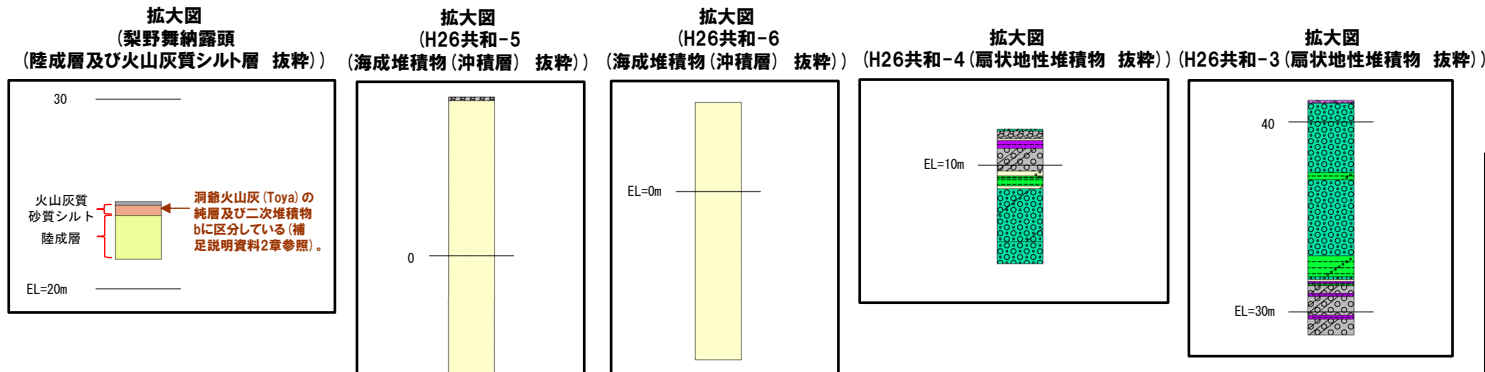 拡大図
(梨野舞納露頭
(陸成層及び火山灰質シルト層 抜粋))
30
火山灰質
砂質シルト
陸成層
洞爺火山灰(Toya)の
純層及び二次堆積物
bに区分している(補
足説明資料2章参照)。
EL=20m
拡大図
(H26共和-5
(海成堆積物(沖積層) 抜粋))
0
拡大図
(H26共和-6
(海成堆積物(沖積層) 抜粋))
EL=0m
拡大図
(H26共和-4(扇状地性堆積物 抜粋))
EL=10m
拡大図
(H26共和-3(扇状地性堆積物 抜粋))
40
EL=30m